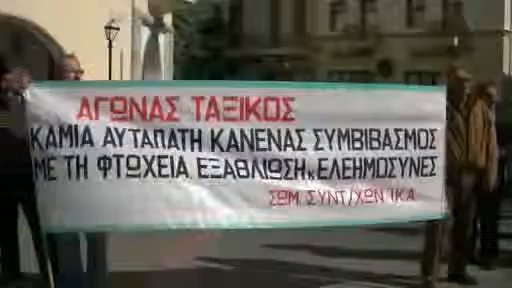 ΑΓΩΝΑΣ ΤΑΞΙΚΟΣ
ΚΑΜΙΑ ΑΥΤΑΠΑΤΗ ΚΑΝΕΝΑΣ ΣΥΜΒΙΒΑΣΜΟΣ
ΜΕ ΤΗ ΦΤΩΧΕΙΑ ΕΞΑΘΛΙΩΣΗ κ ΕΛΕΗΜΟΣΥΝΕΣ
ΣΩΜ. ΣΥΝΤ/ΧΩΝ ΙΚΑ